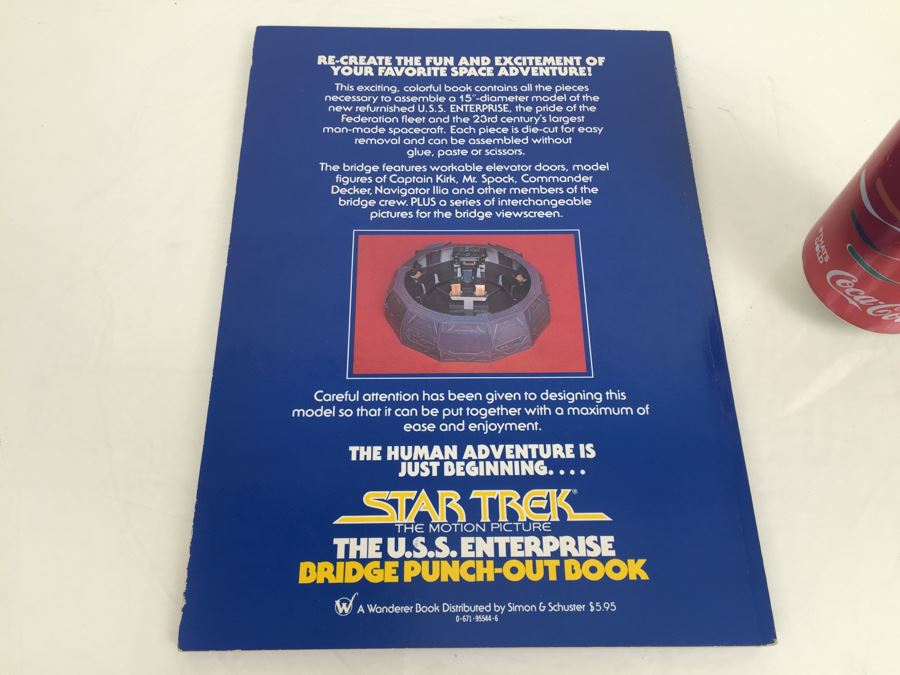 RE-CREATE THE FUN AND EXCITEMENT OF
YOUR FAVORITE SPACE ADVENTURE!
This exciting, colorful book contains all the pieces
necessary to assemble a 15"-diameter model of the
new refurnished U.S.S. ENTERPRISE, the pride of the
Federation fleet and the 23rd century's largest
man-made spacecraft. Each piece is die-cut for easy
removal and can be assembled without
glue, paste or scissors.
The bridge features workable elevator doors, model
figures of Captain Kirk, Mr. Spock, Commander
Decker, Navigator Ilia and other members of the
bridge crew. PLUS a series of interchangeable
pictures for the bridge viewscreen.
Careful attention has been given to designing this
model so that it can be put together with a maximum of
ease and enjoyment.
THE HUMAN ADVENTURE IS
JUST BEGINNING. . . .
STAR TREK®
THE MOTION PICTURE
THE U.S.S. ENTERPRISE
BRIDGE PUNCH-OUT BOOK
W A Wanderer Book Distributed by Simon & Schuster $5.95
0-671-95544-6
#THATS
GOLD
Coca-Co